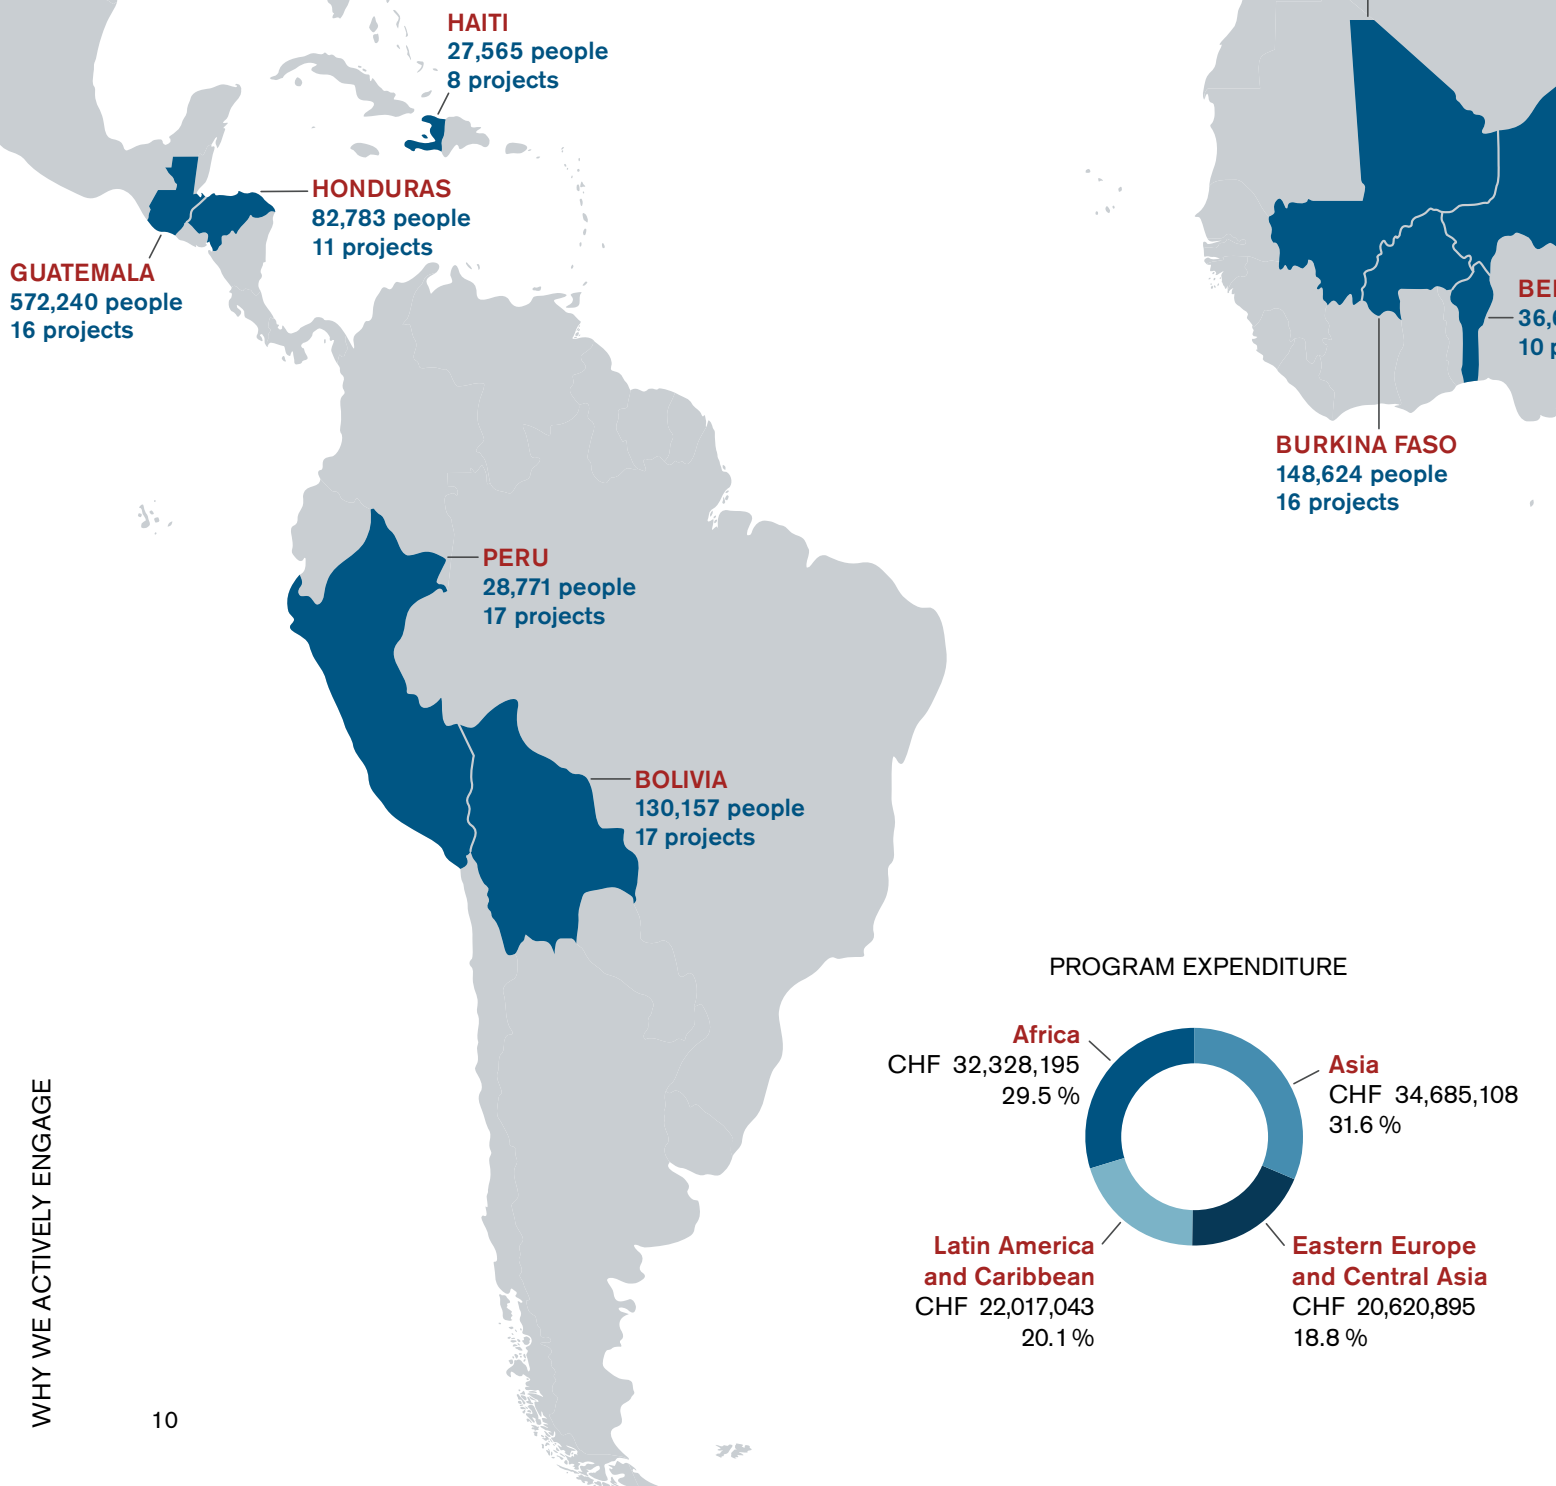 HAITI
27,565 people
8 projects
HONDURAS
82,783 people
11 projects
GUATEMALA
572,240 people
16 projects
10
BURKINA FASO
148,624 people
16 projects
PERU
28,771 people
17 projects
BOLIVIA
130,157 people
17 projects
PROGRAM EXPENDITURE
Africa
CHF 32,328,195
29.5 %
Asia
CHF 34,685,108
31.6 %
Latin America
and Caribbean
CHF 22,017,043
20.1 %
Eastern Europe
and Central Asia
CHF 20,620,895
18.8 %
WHY WE ACTIVELY ENGAGE
10